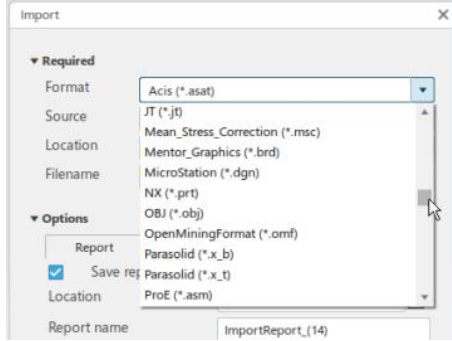 Import
Required
Format
Acis (*.asat)
JT (*.jt)
Source
Mean_Stress_Correction (*.msc)
Location
Mentor_Graphics (*.brd)
Filename
MicroStation (*.dgn)
NX (*.prt)
Options
OBJ (*.obj)
OpenMiningFormat (*.omf)
Report
Parasolid (*.x_b)
Save rep
Parasolid (*.x_t)
Location
ProE (*.asm)
Report name
ImportReport_(14)